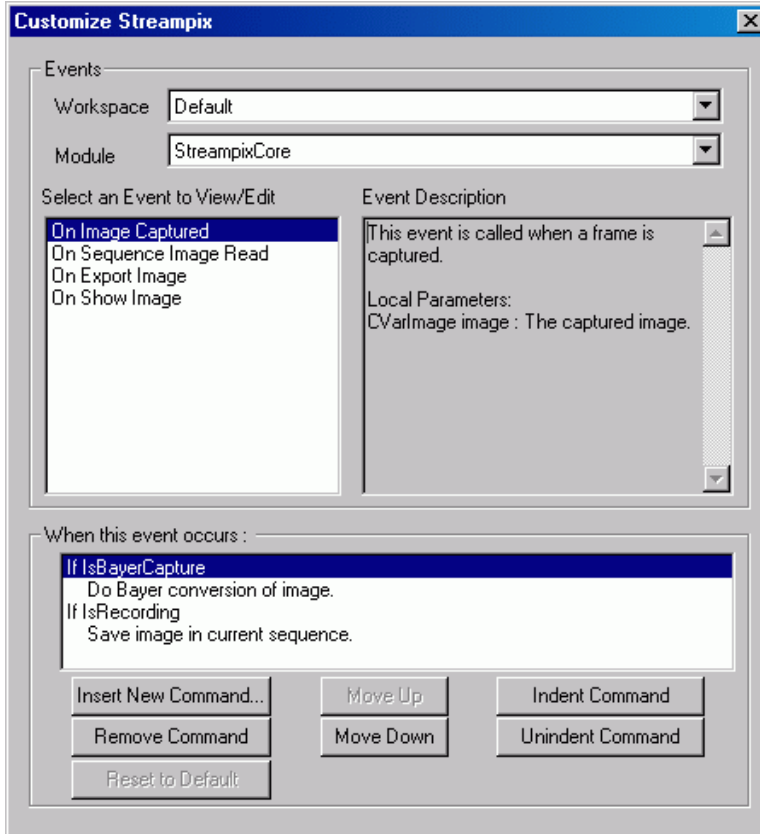 Customize Streampix
Events
Workspace Default
Module StreampixCore
Select an Event to View/Edit
On Image Captured
On Sequence Image Read
On Export Image
On Show Image
Event Description
This event is called when a frame is
captured.
Local Parameters:
CVarImage image : The captured image.
When this event occurs :
If IsBayerCapture
Do Bayer conversion of image.
If IsRecording
Save image in current sequence.
Insert New Command... Move Up Indent Command
Remove Command Move Down Unindent Command
Reset to Default